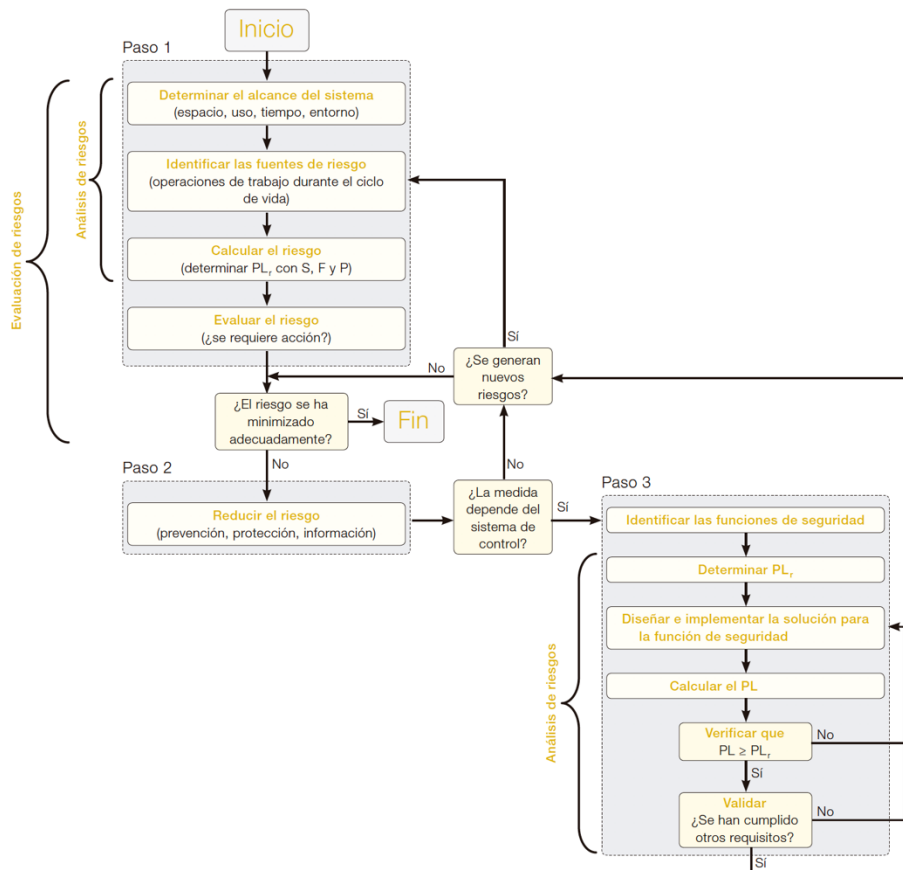 Inicio
Paso 1
Determinar el alcance del sistema
(espacio, uso, tiempo, entorno)
Identificar las fuentes de riesgo
(operaciones de trabajo durante el ciclo
de vida)
Calcular el riesgo
(determinar PLr con S, F y P)
Evaluar el riesgo
(¿se requiere acción?)
Análisis de riesgos
Evaluación de riesgos
¿El riesgo se ha
minimizado
adecuadamente?
Sí
Fin
No
¿Se generan
nuevos
riesgos?
Sí
No
Paso 2
Reducir el riesgo
(prevención, protección, información)
¿La medida
depende del
sistema de
control?
No
Sí
Paso 3
Identificar las funciones de seguridad
Determinar PLr
Diseñar e implementar la solución para
la función de seguridad
Calcular el PL
Verificar que
PL ≥ PLr
No
Sí
Validar
¿Se han cumplido
otros requisitos?
No
Sí
Análisis de riesgos